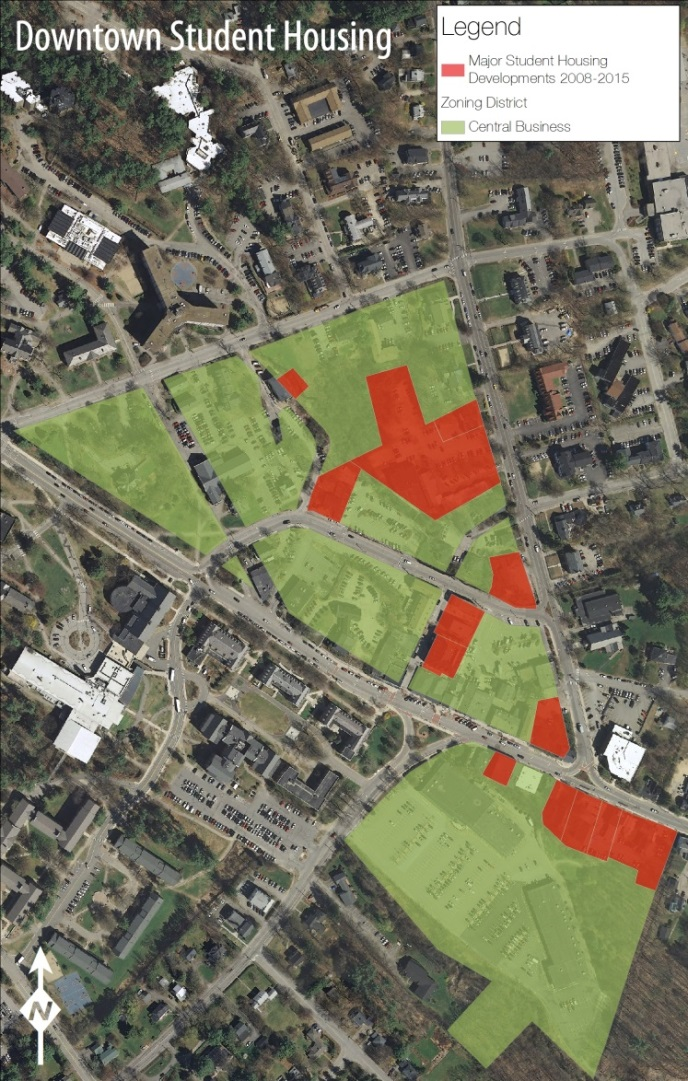 Downtown Student Housing
Legend
Major Student Housing
Developments 2008-2015
Zoning District
Central Business
N